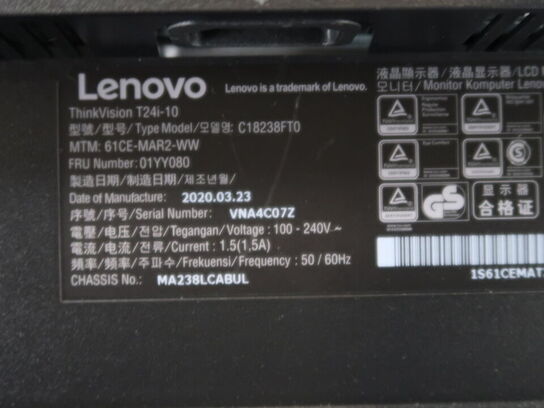 Lenovo
Lenovo is a trademark of Lenovo.
ThinkVision T24i-10
型號/型号/Type Model/모델명: C18238FT0
MTM: 61CE-MAR2-WW
FRU Number: 01YY080
製造日期/制造日期/제조년월/
Date of Manufacture: 2020.03.23
序號/序号/Serial Number: VNA4C07Z
電壓/电压/전압/Tegangan/Voltage: 100 - 240V~
電流/电流/전류/Current: 1.5(1,5A)
頻率/频率/주파수/Frekuensi/Frequency: 50 / 60Hz
CHASSIS No.: MA238LCABUL
液晶顯示器/液晶显示器/LCD
모니터/Monitor Komputer
TÜVRheinland
GS
显示器
合格证
1S61CEMAT